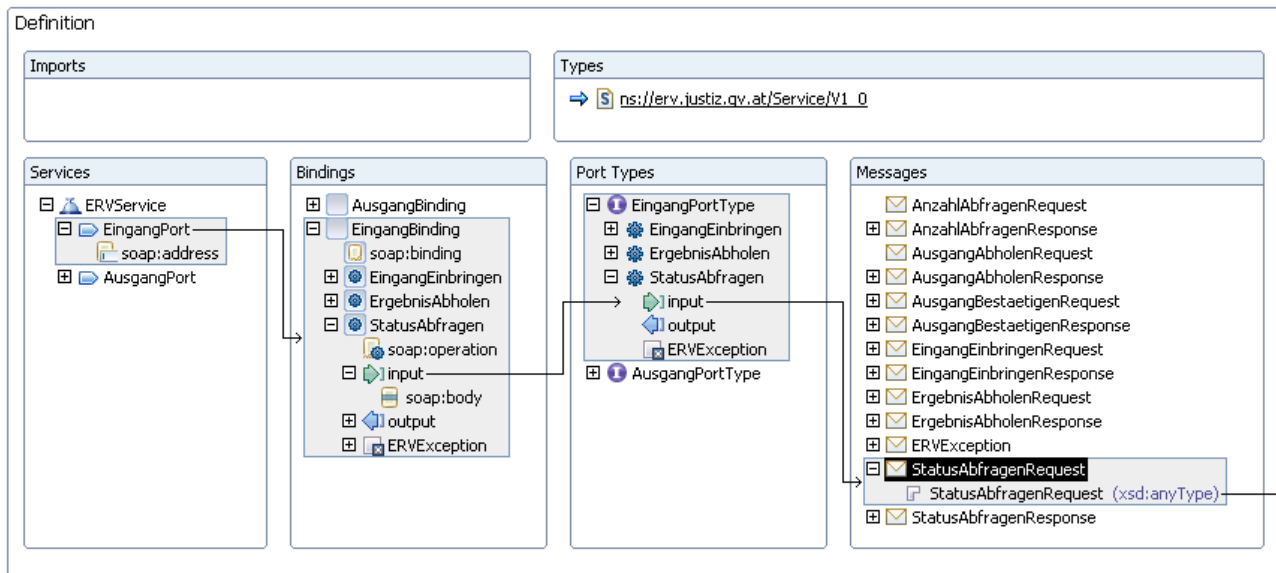 Definition
Imports
Types
ns://erv.justiz.gv.at/Service/V1_0
Services
ERVService
EingangPort
soap:address
AusgangPort
Bindings
AusgangBinding
EingangBinding
soap:binding
EingangEinbringen
ErgebnisAbholen
StatusAbfragen
soap:operation
input
soap:body
output
ERVException
Port Types
EingangPortType
EingangEinbringen
ErgebnisAbholen
StatusAbfragen
input
output
ERVException
AusgangPortType
Messages
AnzahlAbfragenRequest
AnzahlAbfragenResponse
AusgangAbholenRequest
AusgangAbholenResponse
AusgangBestaetigenRequest
AusgangBestaetigenResponse
EingangEinbringenRequest
EingangEinbringenResponse
ErgebnisAbholenRequest
ErgebnisAbholenResponse
ERVException
StatusAbfragenRequest
StatusAbfragenRequest (xsd:anyType)
StatusAbfragenResponse